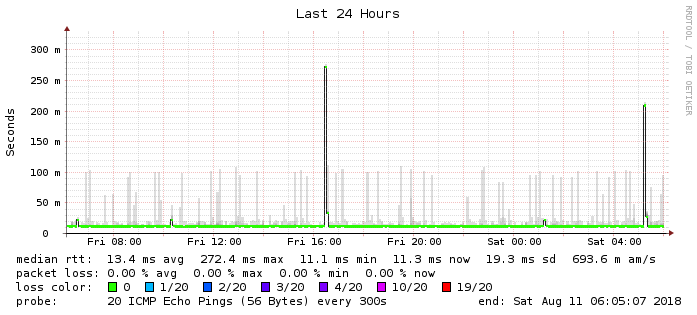 Last 24 Hours
RRDTOOL / TOBI OETIKER
Seconds
300 m
250 m
200 m
150 m
100 m
50 m
0
Fri 08:00 Fri 12:00 Fri 16:00 Fri 20:00 Sat 00:00 Sat 04:00
median rtt: 13.4 ms avg 272.4 ms max 11.1 ms min 11.3 ms now 19.3 ms sd 693.6 m am/s
packet loss: 0.00 % avg 0.00 % max 0.00 % min 0.00 % now
loss color: 0 1/20 2/20 3/20 4/20 10/20 19/20
probe: 20 ICMP Echo Pings (56 Bytes) every 300s end: Sat Aug 11 06:05:07 2018